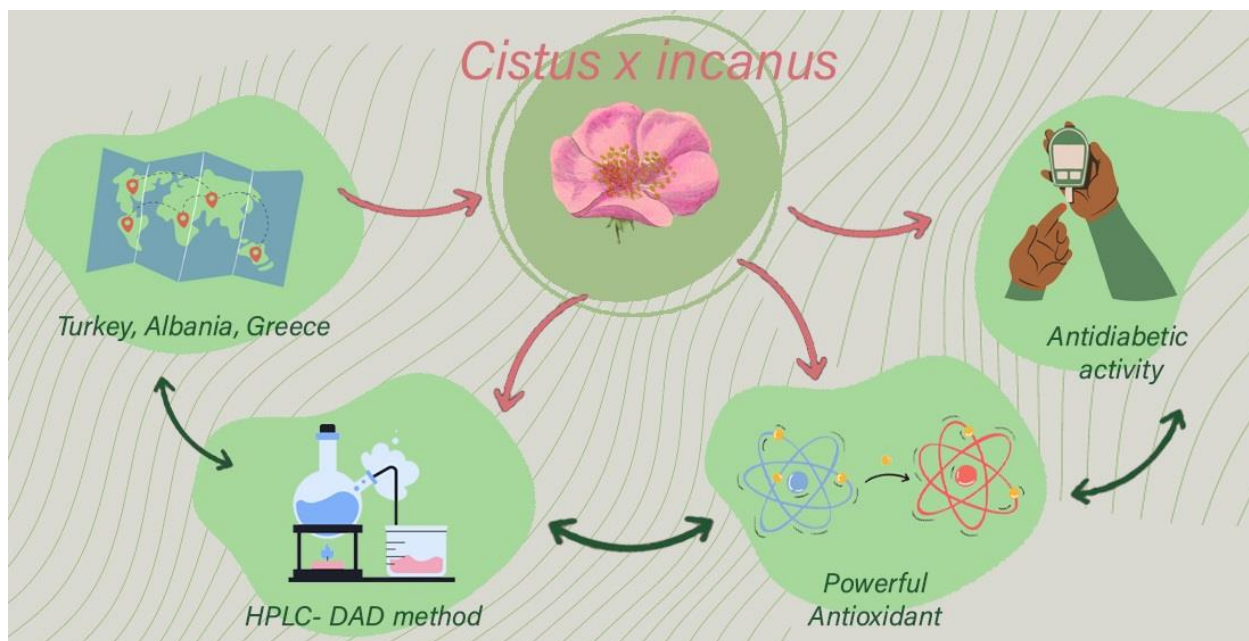 Cistus x incanus
Turkey, Albania, Greece
Antidiabetic
activity
HPLC- DAD method
Powerful
Antioxidant